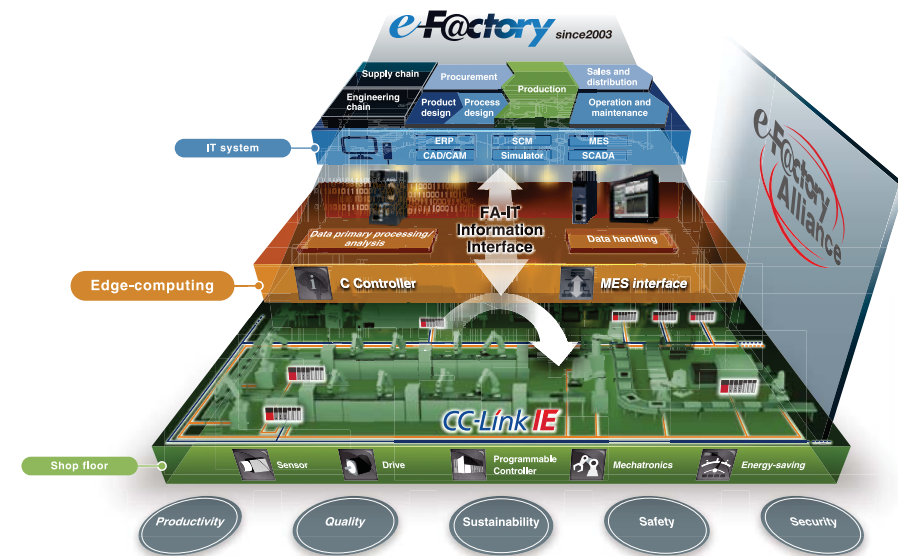 e-F@ctory since2003
Supply chain
Procurement
Production
Sales and
distribution
Engineering
chain
Product
design
Process
design
Operation and
maintenance
IT system
ERP
SCM
MES
CAD/CAM
Simulator
SCADA
e-F@ctory
Alliance
FA-IT
Information
Interface
Data primary processing/
analysis
Data handling
Edge-computing
C Controller
MES interface
CC-Link IE
Shop floor
Sensor
Drive
Programmable
Controller
Mechatronics
Energy-saving
Productivity
Quality
Sustainability
Safety
Security